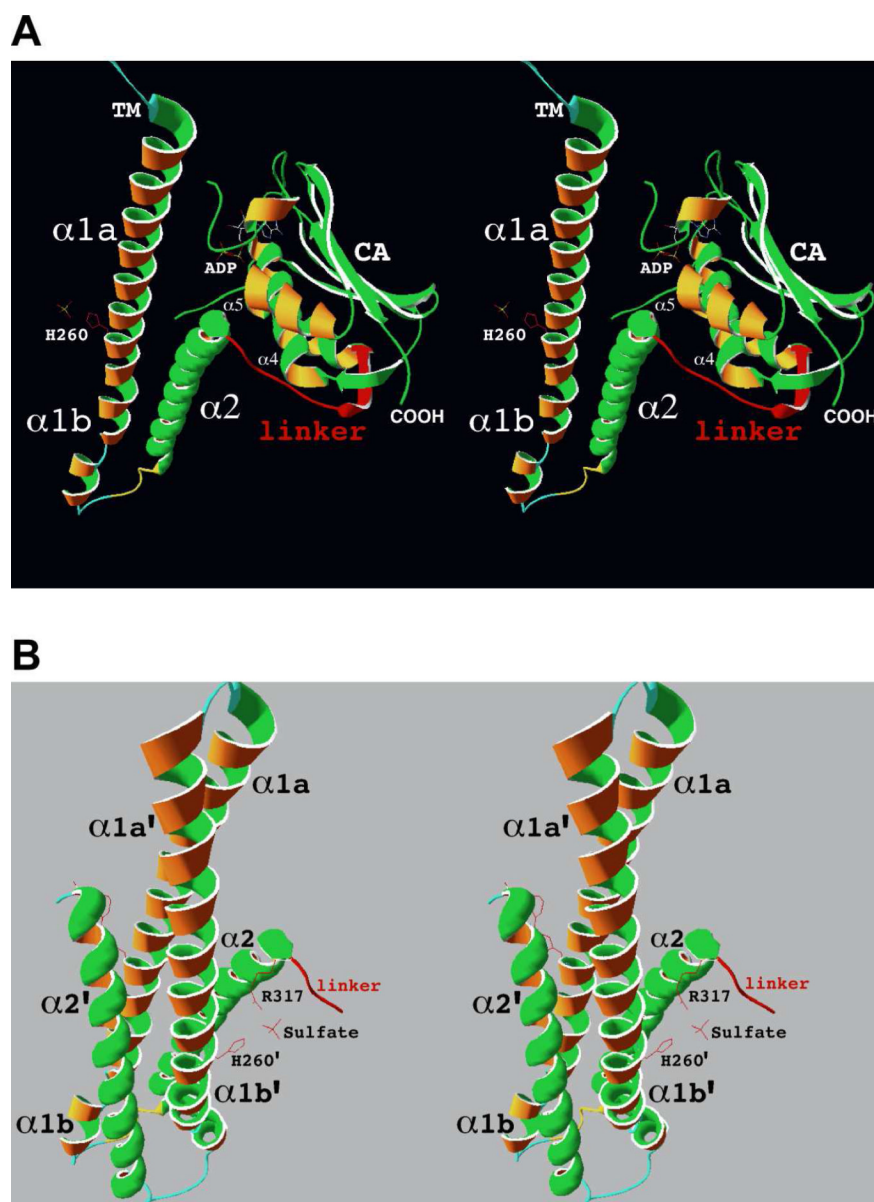 A
TM TM
α1a α1a
CA CA
ADP ADP
H260 H260
α5 α5
α4 α4
α1b α2 α1b α2
linker COOH linker COOH
B
α1a α1a
α1a' α1a'
α2 α2
linker linker
α2' R317 α2' R317
Sulfate Sulfate
H260' H260'
α1b α1b' α1b α1b'